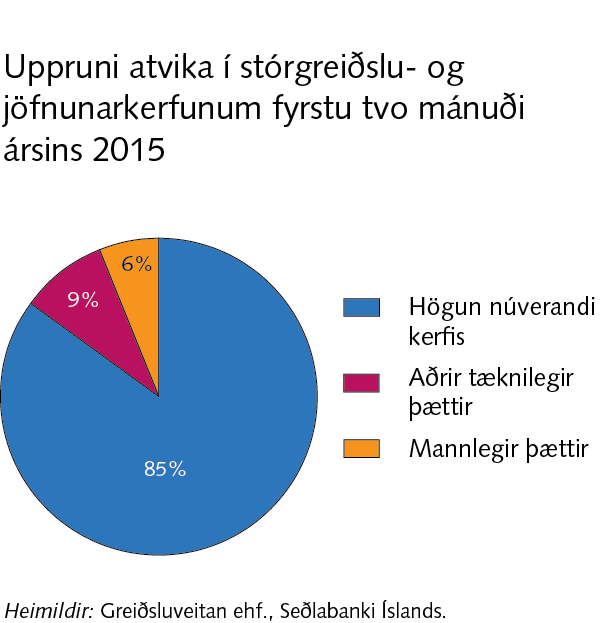 Uppruni atvika í stórgreiðslu- og
jöfnunarkerfunum fyrstu tvo mánuði
ársins 2015
6%
9%
85%
Högun núverandi
kerfis
Aðrir tæknilegir
þættir
Mannlegir þættir
Heimildir: Greiðsluveitan ehf., Seðlabanki Íslands.